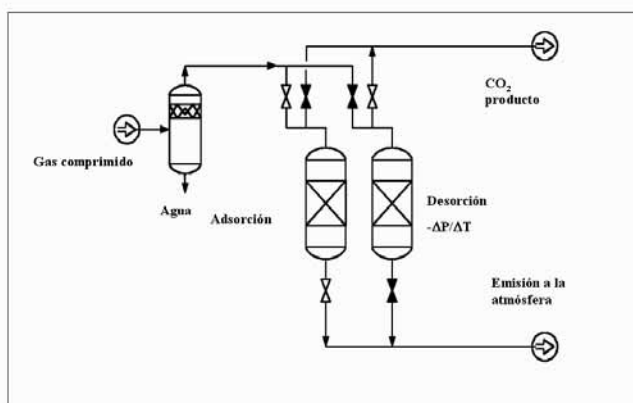 CO₂
producto
Gas comprimido
Agua
Adsorción
Desorción
-ΔP/ΔT
Emisión a la
atmósfera